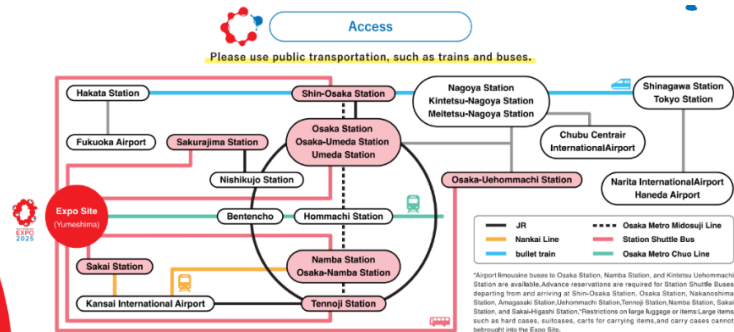 Access
Please use public transportation, such as trains and buses.
Hakata Station
Shin-Osaka Station
Nagoya Station
Kintetsu-Nagoya Station
Meitetsu-Nagoya Station
Shinagawa Station
Tokyo Station
Fukuoka Airport
Sakurajima Station
Osaka Station
Osaka-Umeda Station
Umeda Station
Chubu Centrair
InternationalAirport
Nishikujo Station
Osaka-Uehommachi Station
Narita InternationalAirport
Haneda Airport
EXPO
2025
Expo Site
(Yumeshima)
Bentencho
Hommachi Station
Sakai Station
Namba Station
Osaka-Namba Station
Kansai International Airport
Tennoji Station
JR
Nankai Line
bullet train
Osaka Metro Midosuji Line
Station Shuttle Bus
Osaka Metro Chuo Line
*Airport limousine buses to Osaka Station, Namba Station, and Kintetsu Uehommachi
Station are available.Advance reservations are required for Station Shuttle Buses
departing from and arriving at Shin-Osaka Station, Osaka Station, Nakanoshima
Station, Amagasaki Station,Uehommachi Station,Tennoji Station,Namba Station, Sakai
Station, and Sakai-Higashi Station.*Restrictions on large luggage or items:Large items
such as hard cases, suitcases, carts for carrying items,and carry cases cannot
bebrought into the Expo Site.